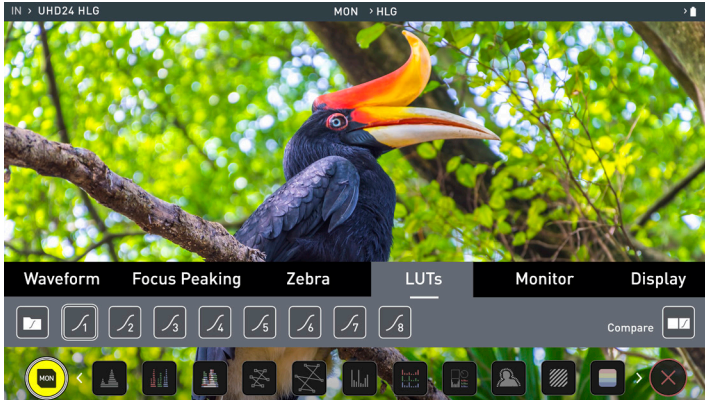 IN > UHD24 HLG
MON > HLG
>
Waveform Focus Peaking Zebra LUTs Monitor Display
1 2 3 4 5 6 7 8 Compare
MON < >